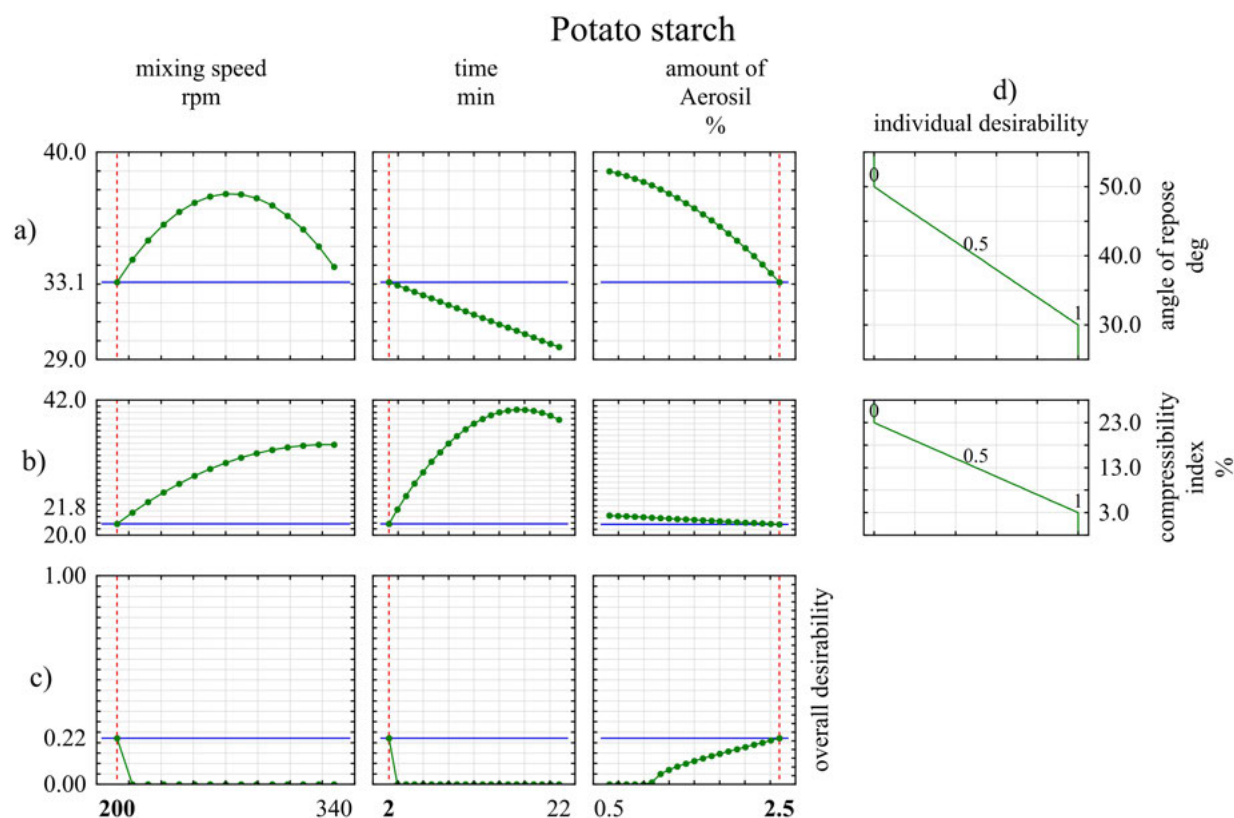 Potato starch
mixing speed
rpm
time
min
amount of
Aerosil
%
d)
individual desirability
a)
40.0
33.1
29.0
0
0.5
1
50.0
40.0
30.0
angle of repose
deg
b)
42.0
21.8
20.0
0
0.5
1
23.0
13.0
3.0
compressibility
index
%
c)
1.00
0.22
0.00
overall desirability
200
340
2
22
0.5
2.5